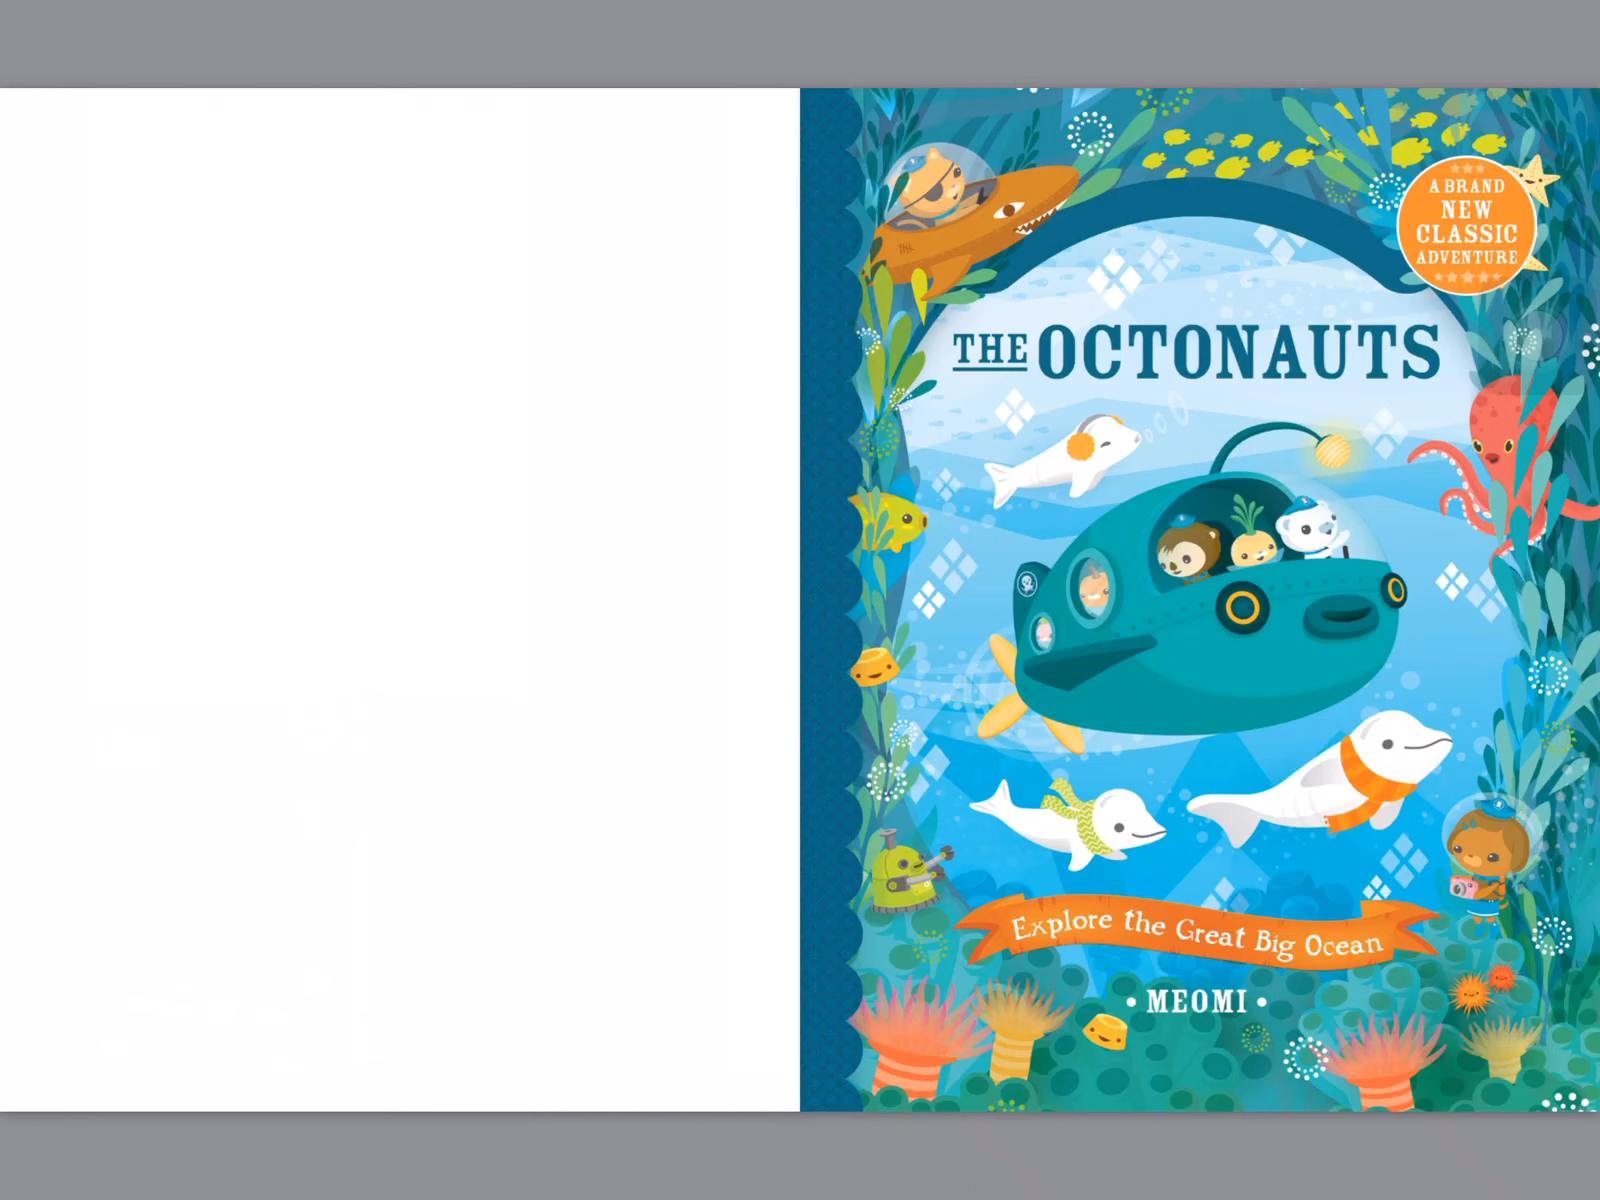 A BRAND
NEW
CLASSIC
ADVENTURE
THE OCTONAUTS
Explore the Great Big Ocean
• MEOMI •